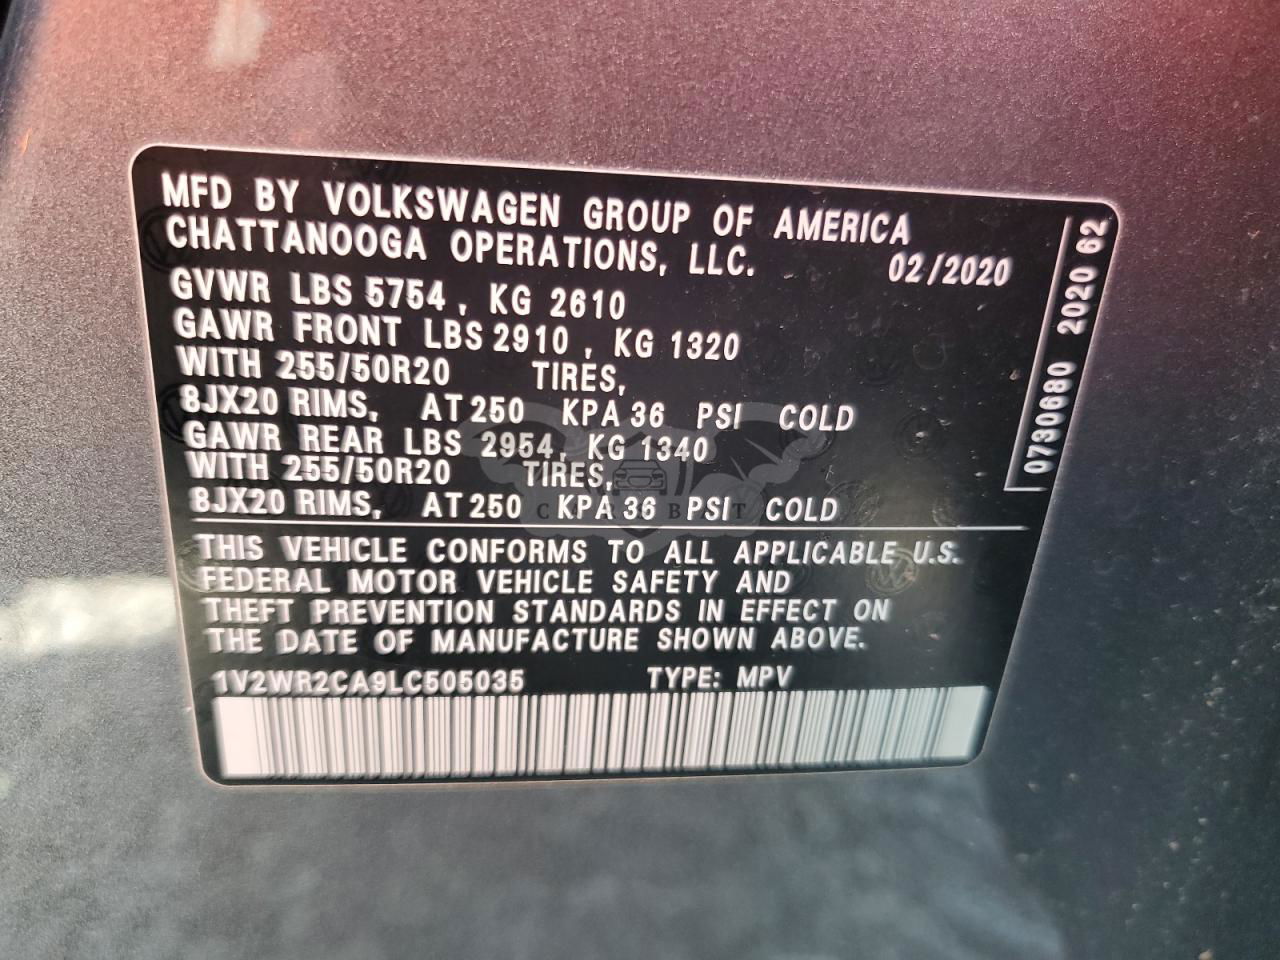 MFD BY VOLKSWAGEN GROUP OF AMERICA
CHATTANOOGA OPERATIONS, LLC.
02/2020
GVWR LBS 5754 , KG 2610
GAWR FRONT LBS 2910 , KG 1320
WITH 255/50R20 TIRES,
8JX20 RIMS, AT 250 KPA 36 PSI COLD
GAWR REAR LBS 2954, KG 1340
WITH 255/50R20 TIRES,
8JX20 RIMS, AT 250 KPA 36 PSI COLD
THIS VEHICLE CONFORMS TO ALL APPLICABLE U.S.
FEDERAL MOTOR VEHICLE SAFETY AND
THEFT PREVENTION STANDARDS IN EFFECT ON
THE DATE OF MANUFACTURE SHOWN ABOVE.
1V2WR2CA9LC505035 TYPE: MPV
0730680 2020 62